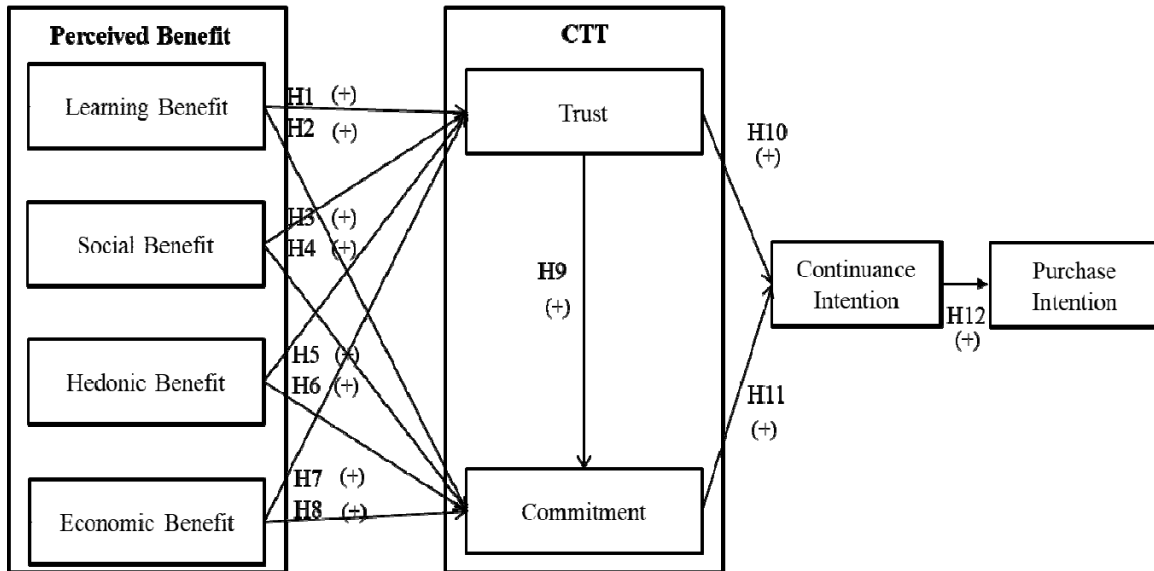 Perceived Benefit
Learning Benefit
Social Benefit
Hedonic Benefit
Economic Benefit
H1 (+)
H2 (+)
H3 (+)
H4 (+)
H5 (+)
H6 (+)
H7 (+)
H8 (+)
CTT
Trust
H9
(+)
Commitment
H10
(+)
H11
(+)
Continuance
Intention
H12
(+)
Purchase
Intention